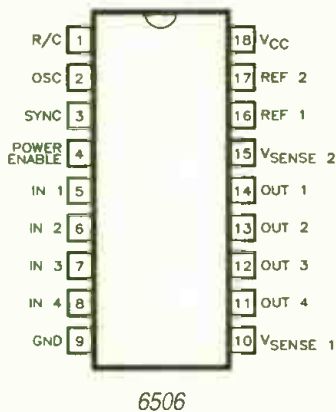 R/C 1
OSC 2
SYNC 3
POWER
ENABLE 4
IN 1 5
IN 2 6
IN 3 7
IN 4 8
GND 9
18 VCC
17 REF 2
16 REF 1
15 VSENSE 2
14 OUT 1
13 OUT 2
12 OUT 3
11 OUT 4
10 VSENSE 1
6506